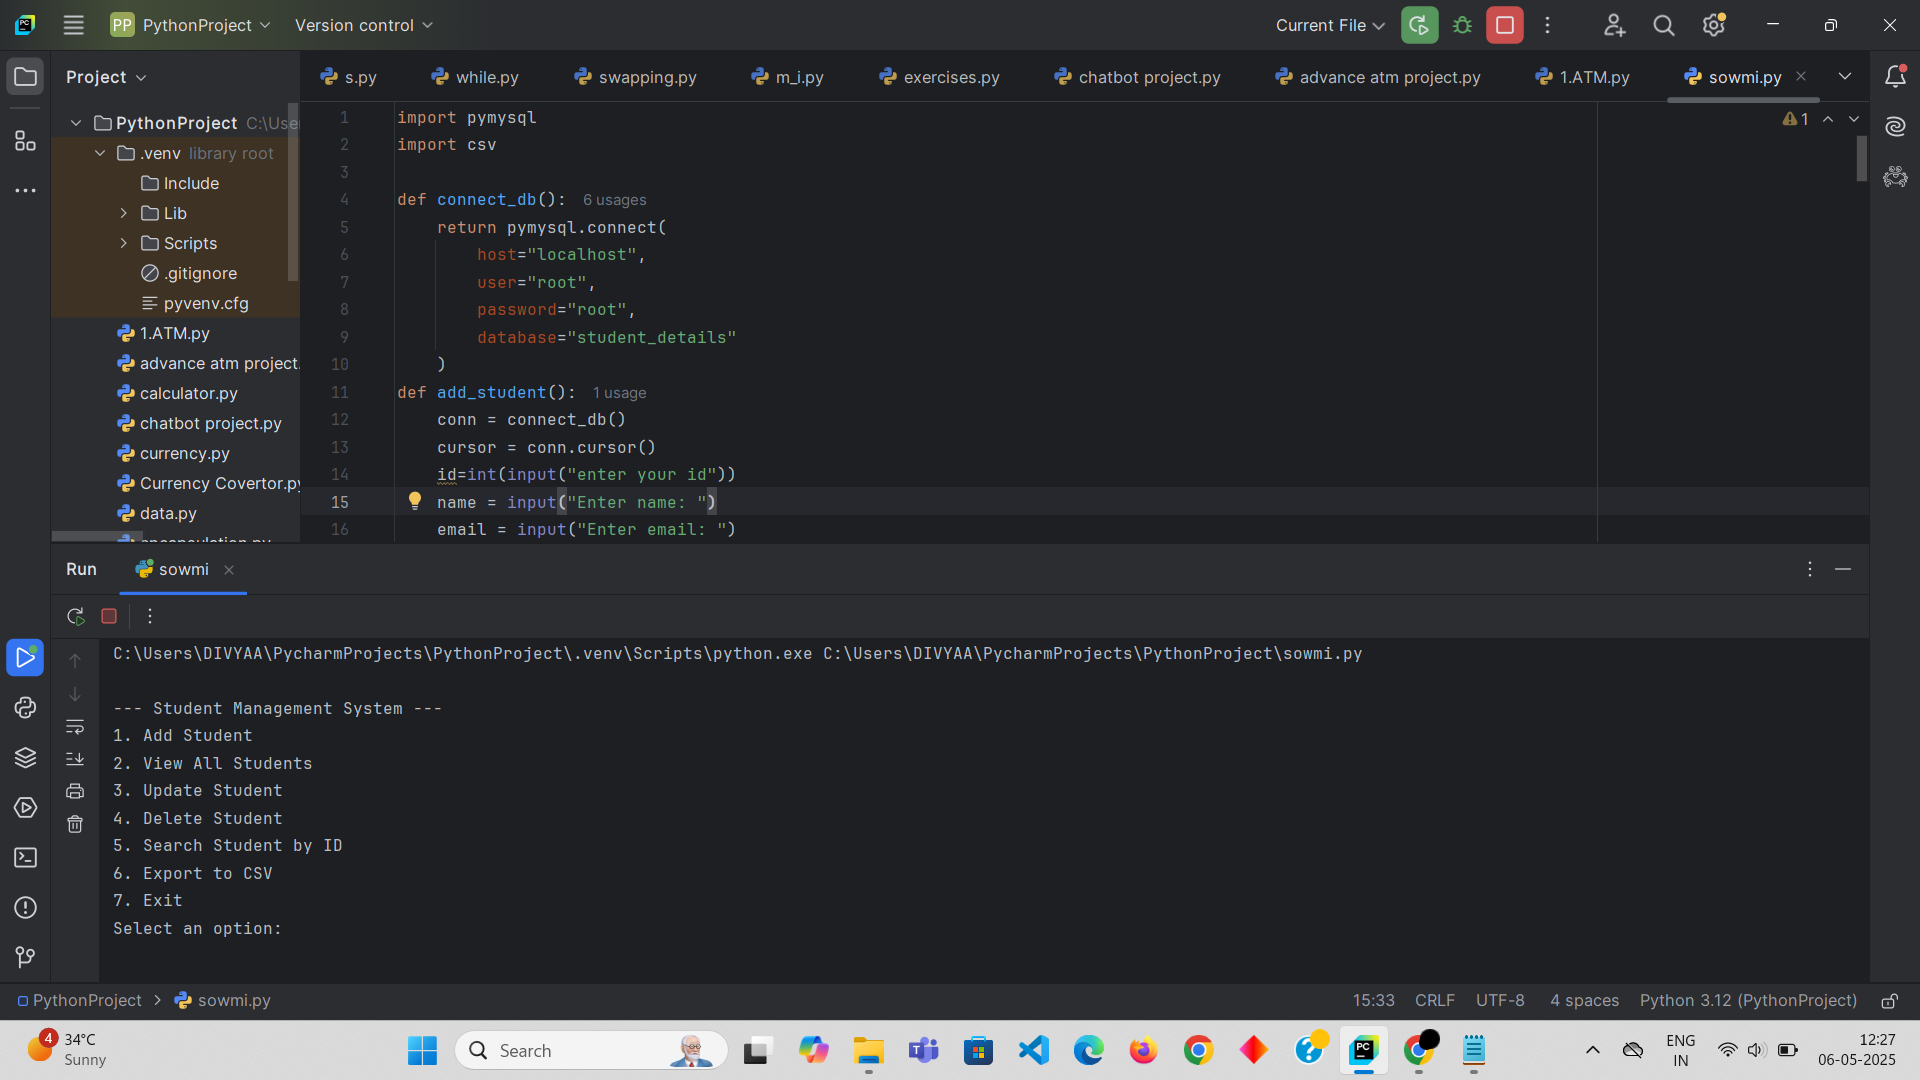 PP PythonProject Version control Current File
Project s.py while.py swapping.py m_i.py exercises.py chatbot project.py advance atm project.py 1.ATM.py sowmi.py
PythonProject C:\Use
.venv library root
Include
Lib
Scripts
.gitignore
pyvenv.cfg
1.ATM.py
advance atm project.
calculator.py
chatbot project.py
currency.py
Currency Covertor.py
data.py
encapsulation.py
1 import pymysql
2 import csv
3
4 def connect_db(): 6 usages
5 return pymysql.connect(
6 host="localhost",
7 user="root",
8 password="root",
9 database="student_details"
10 )
11 def add_student(): 1 usage
12 conn = connect_db()
13 cursor = conn.cursor()
14 id=int(input("enter your id"))
15 name = input("Enter name: ")
16 email = input("Enter email: ")
1
Run sowmi
C:\Users\DIVYAA\PycharmProjects\PythonProject\.venv\Scripts\python.exe C:\Users\DIVYAA\PycharmProjects\PythonProject\sowmi.py
--- Student Management System ---
1. Add Student
2. View All Students
3. Update Student
4. Delete Student
5. Search Student by ID
6. Export to CSV
7. Exit
Select an option:
PythonProject > sowmi.py 15:33 CRLF UTF-8 4 spaces Python 3.12 (PythonProject)
4 34°C
Sunny
Search
ENG
IN
12:27
06-05-2025